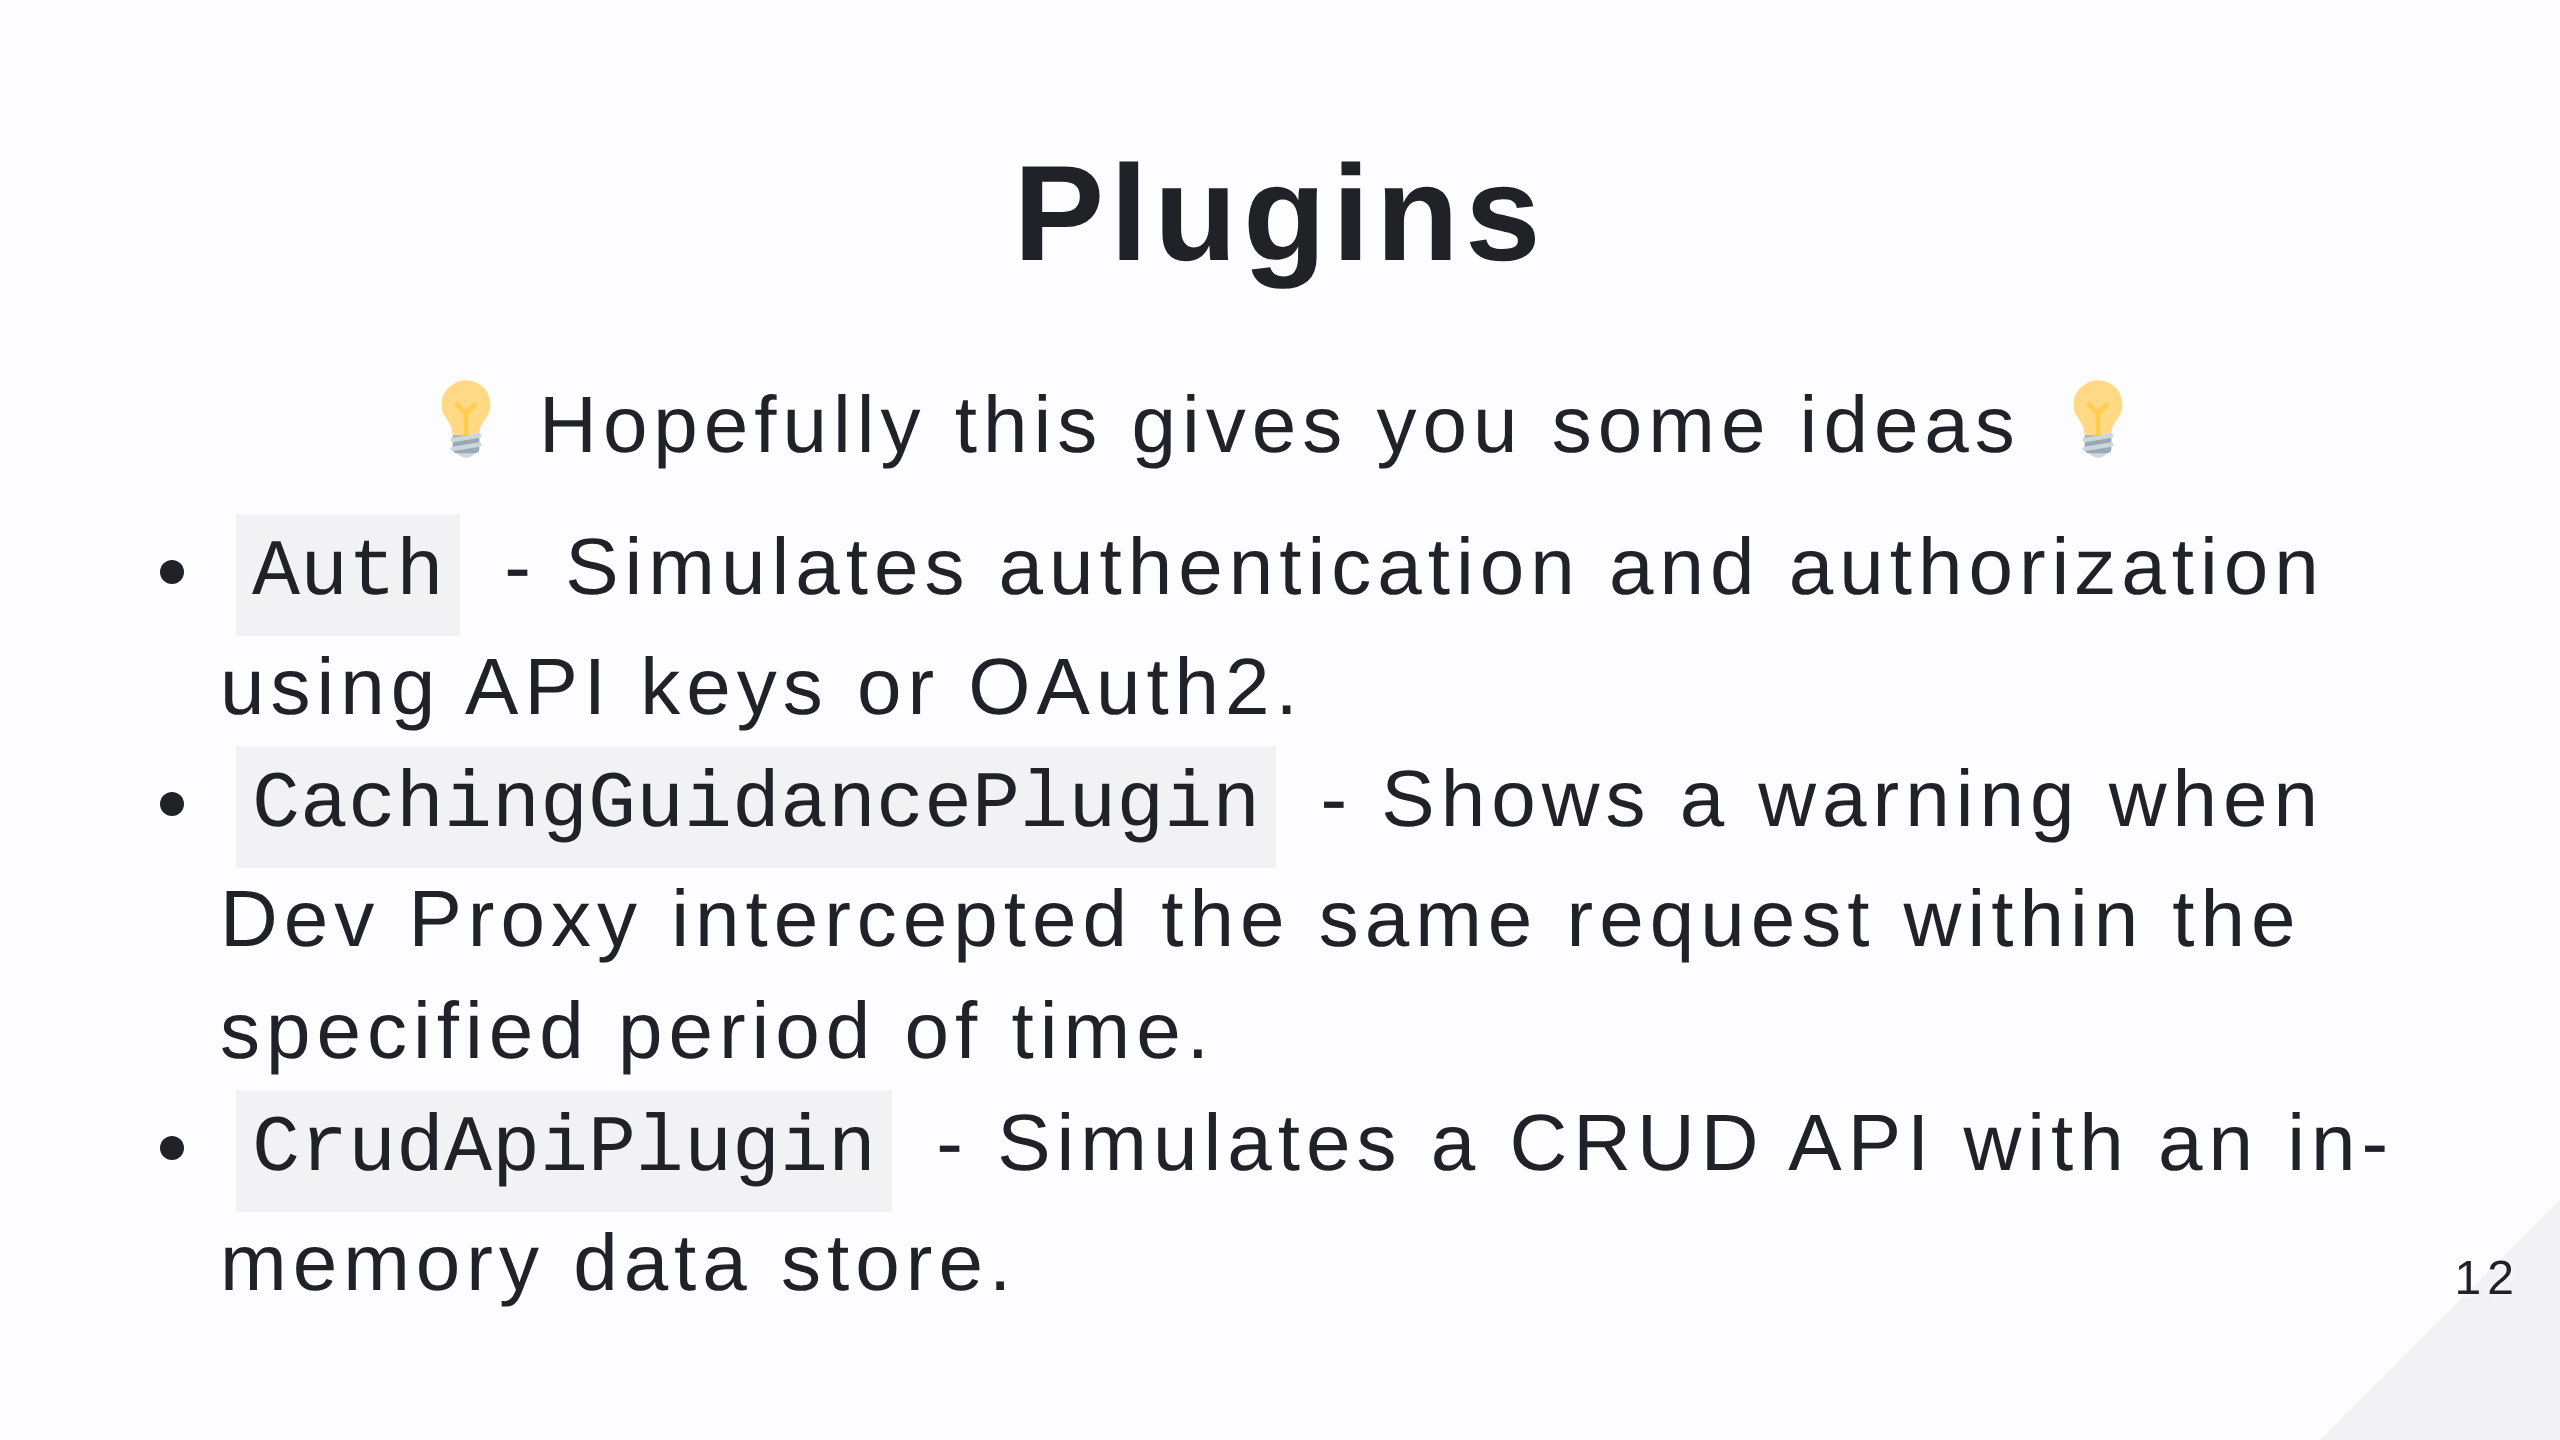 Plugins
💡 Hopefully this gives you some ideas 💡
• Auth - Simulates authentication and authorization
using API keys or OAuth2.
• CachingGuidancePlugin - Shows a warning when
Dev Proxy intercepted the same request within the
specified period of time.
• CrudApiPlugin - Simulates a CRUD API with an in-
memory data store.
12